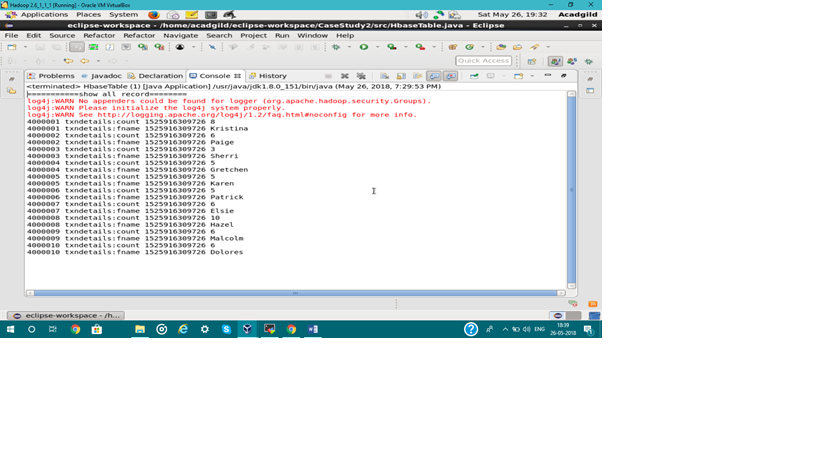 Hadoop 2.6_1_1_1 [Running] - Oracle VM VirtualBox
Applications Places System Sat May 26, 19:32 Acadgild
eclipse-workspace - /home/acadgild/eclipse-workspace/CaseStudy2/src/HbaseTable.java - Eclipse
File Edit Source Refactor Navigate Search Project Run Window Help
Quick Access
Problems Javadoc Declaration Console History
<terminated> HbaseTable (1) [Java Application] /usr/java/jdk1.8.0_151/bin/java (May 26, 2018, 7:29:53 PM)
============show all record========
log4j:WARN No appenders could be found for logger (org.apache.hadoop.security.Groups).
log4j:WARN Please initialize the log4j system properly.
log4j:WARN See http://logging.apache.org/log4j/1.2/faq.html#noconfig for more info.
4000001 txndetails:count 1525916309726 8
4000001 txndetails:fname 1525916309726 Kristina
4000002 txndetails:count 1525916309726 6
4000002 txndetails:fname 1525916309726 Paige
4000003 txndetails:count 1525916309726 3
4000003 txndetails:fname 1525916309726 Sherri
4000004 txndetails:count 1525916309726 5
4000004 txndetails:fname 1525916309726 Gretchen
4000005 txndetails:count 1525916309726 5
4000005 txndetails:fname 1525916309726 Karen
4000006 txndetails:count 1525916309726 5
4000006 txndetails:fname 1525916309726 Patrick
4000007 txndetails:count 1525916309726 6
4000007 txndetails:fname 1525916309726 Elsie
4000008 txndetails:count 1525916309726 10
4000008 txndetails:fname 1525916309726 Hazel
4000009 txndetails:count 1525916309726 6
4000009 txndetails:fname 1525916309726 Malcolm
4000010 txndetails:count 1525916309726 6
4000010 txndetails:fname 1525916309726 Dolores
eclipse-workspace - /h...
ENG
18:39
26-05-2018